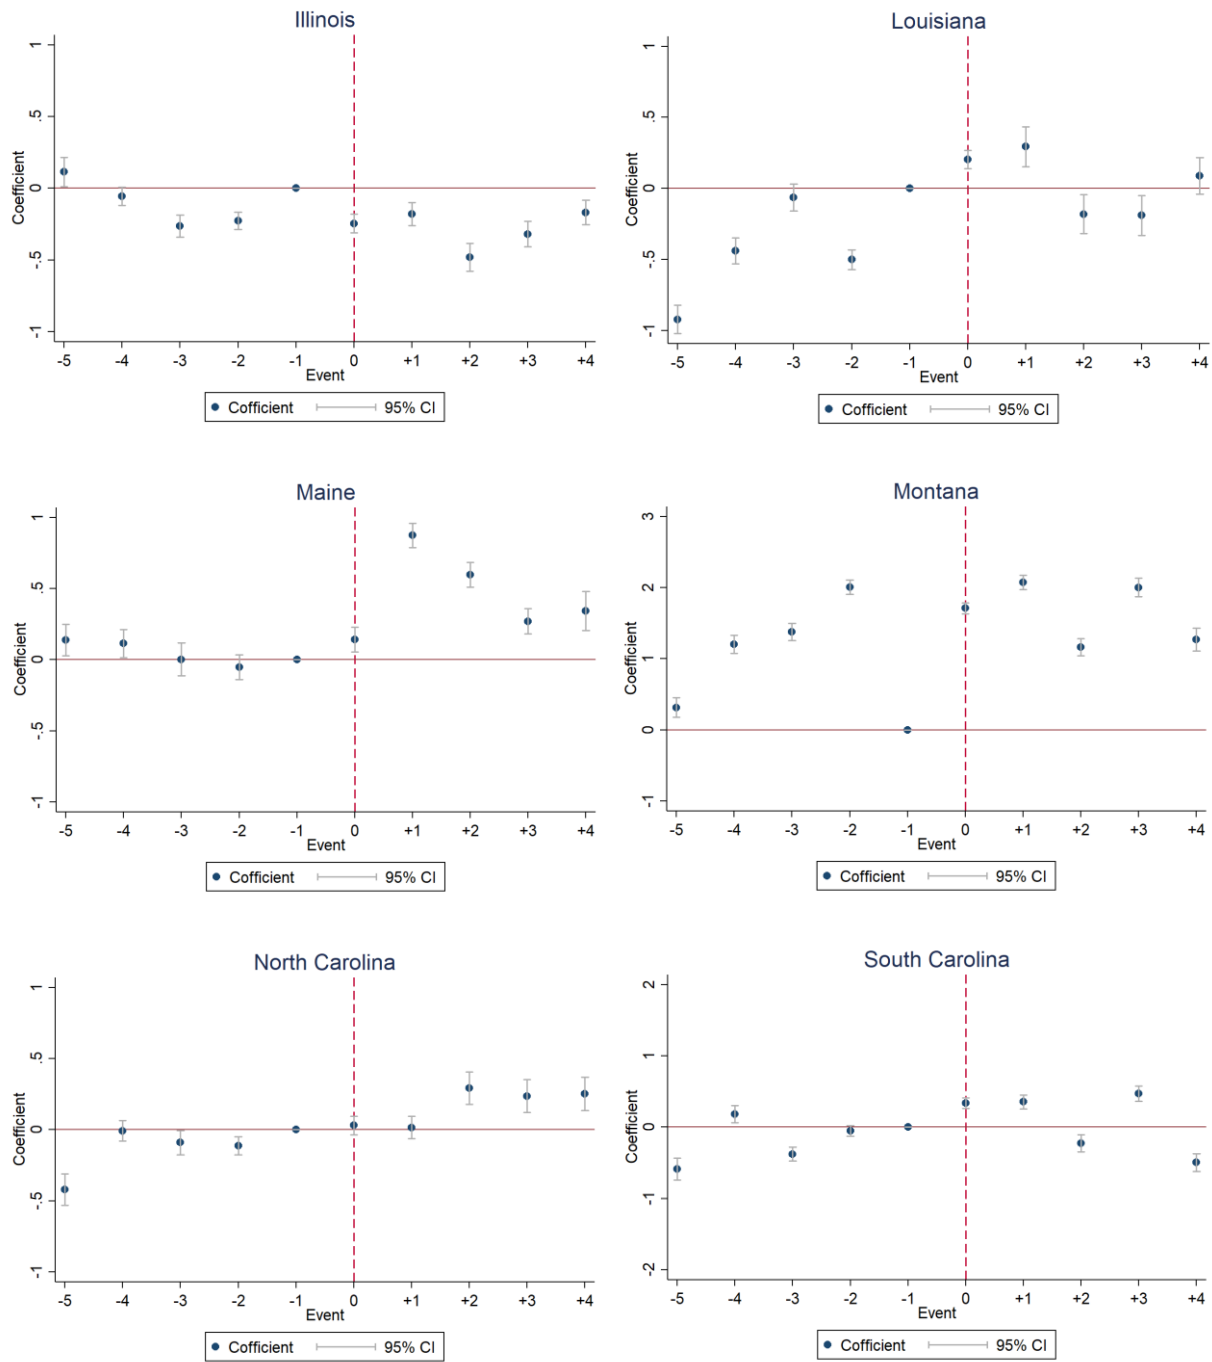 Illinois
Coefficient
1
.5
0
-.5
-1
-5 -4 -3 -2 -1 0 +1 +2 +3 +4
Event
Cofficient 95% CI
Louisiana
Coefficient
1
.5
0
-.5
-1
-5 -4 -3 -2 -1 0 +1 +2 +3 +4
Event
Cofficient 95% CI
Maine
Coefficient
1
.5
0
-.5
-1
-5 -4 -3 -2 -1 0 +1 +2 +3 +4
Event
Cofficient 95% CI
Montana
Coefficient
3
2
1
0
-1
-5 -4 -3 -2 -1 0 +1 +2 +3 +4
Event
Cofficient 95% CI
North Carolina
Coefficient
1
.5
0
-.5
-1
-5 -4 -3 -2 -1 0 +1 +2 +3 +4
Event
Cofficient 95% CI
South Carolina
Coefficient
2
1
0
-1
-2
-5 -4 -3 -2 -1 0 +1 +2 +3 +4
Event
Cofficient 95% CI